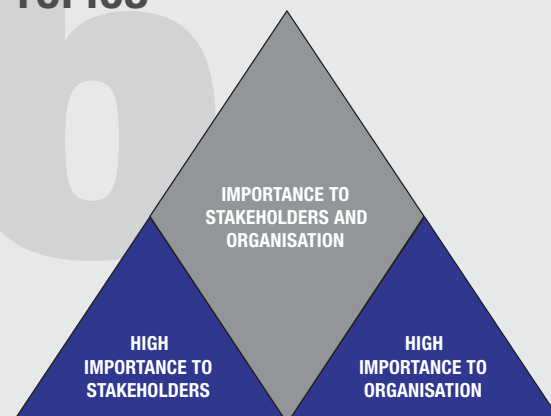 TOPICS
IMPORTANCE TO
STAKEHOLDERS AND
ORGANISATION
HIGH
IMPORTANCE TO
STAKEHOLDERS
HIGH
IMPORTANCE TO
ORGANISATION